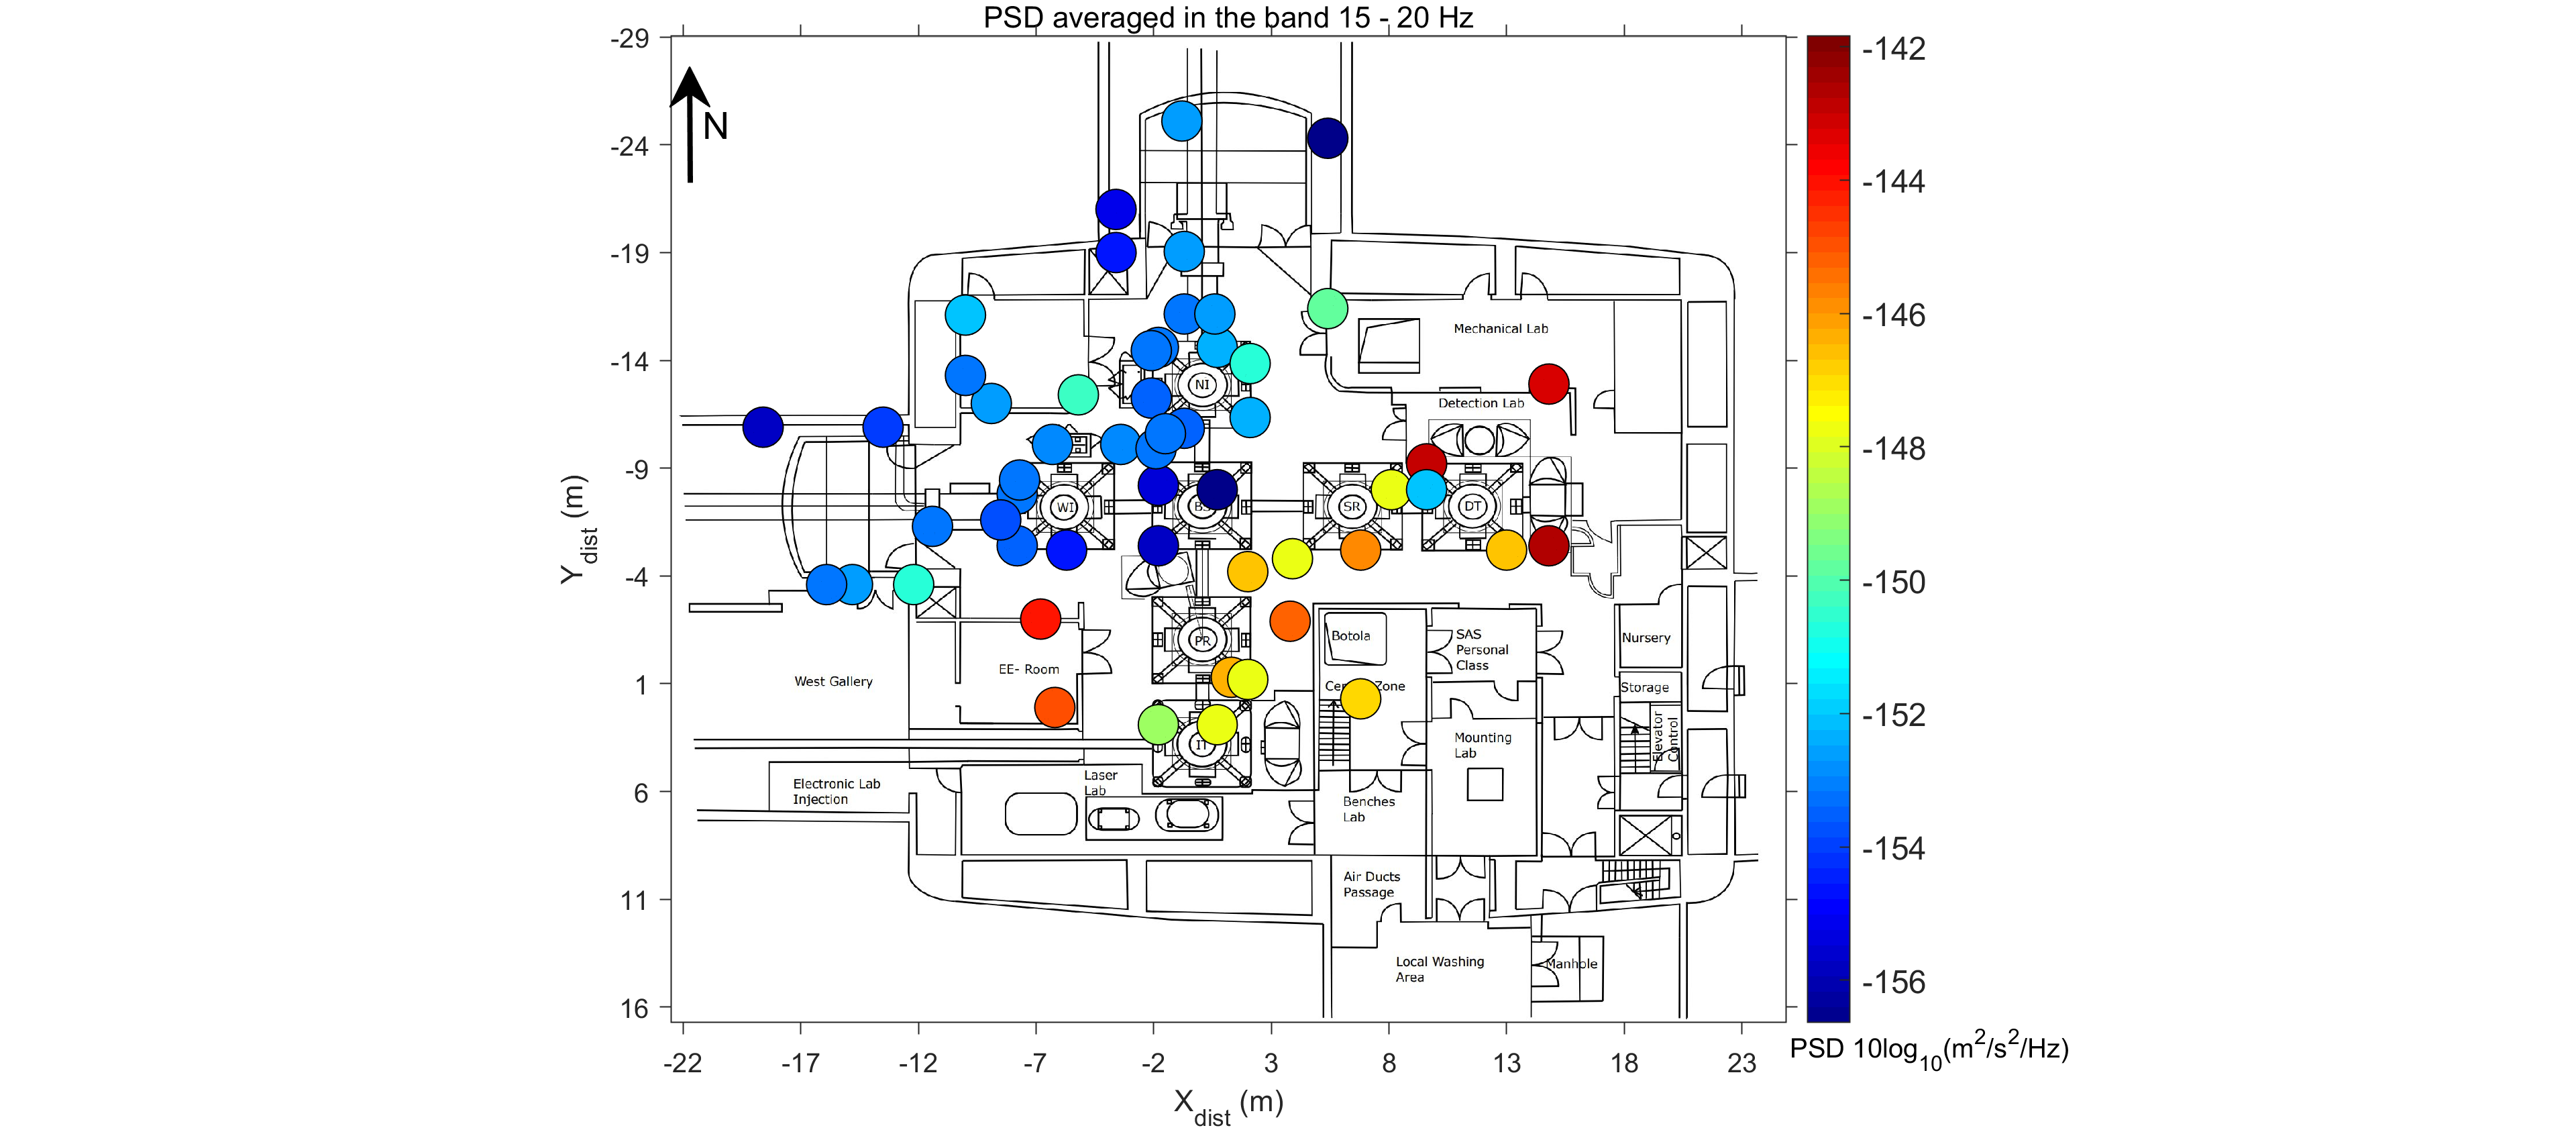 PSD averaged in the band 15 - 20 Hz
-29
-24
-19
-14
-9
-4
1
6
11
16
Y_dist (m)
N
Mechanical Lab
Detection Lab
NI
WI
SR
DT
PR
Botola
SAS
Personal
Class
Nursery
EE- Room
West Gallery
Zone
Storage
Elevator
Control
Mounting
Lab
Electronic Lab
Injection
Laser
Lab
Benches
Lab
Air Ducts
Passage
Local Washing
Area
Manhole
-22
-17
-12
-7
-2
3
8
13
18
23
X_dist (m)
-142
-144
-146
-148
-150
-152
-154
-156
PSD 10log₁₀(m²/s²/Hz)